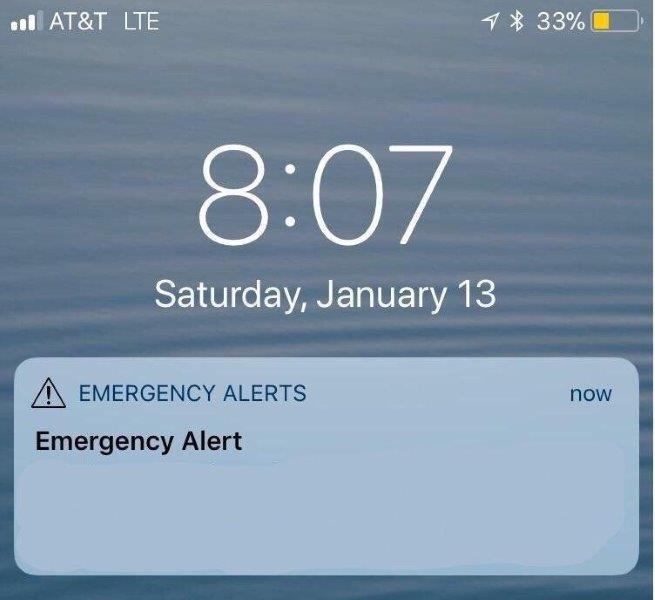 AT&T LTE 33%
8:07
Saturday, January 13
EMERGENCY ALERTS now
Emergency Alert